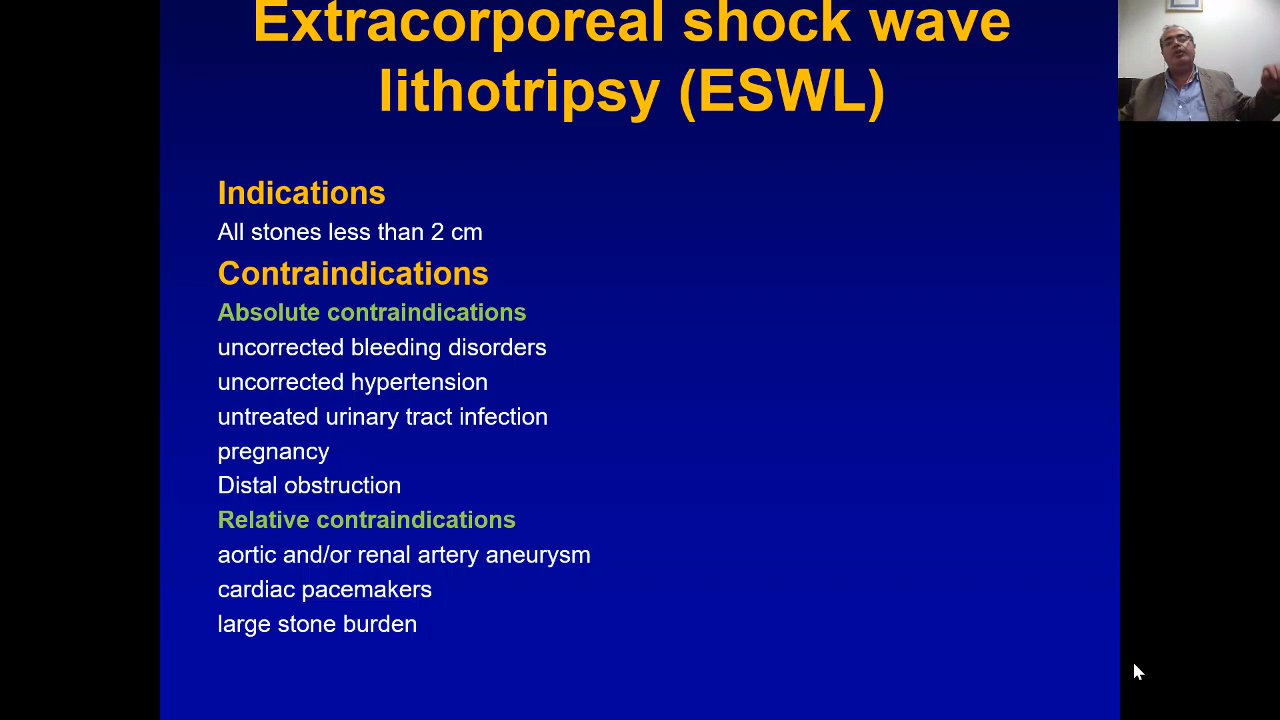 Extracorporeal shock wave
lithotripsy (ESWL)
Indications
All stones less than 2 cm
Contraindications
Absolute contraindications
uncorrected bleeding disorders
uncorrected hypertension
untreated urinary tract infection
pregnancy
Distal obstruction
Relative contraindications
aortic and/or renal artery aneurysm
cardiac pacemakers
large stone burden